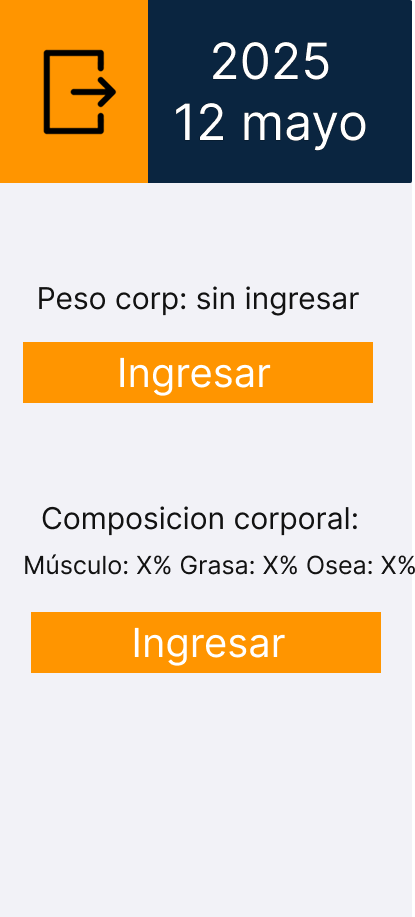 2025
12 mayo
Peso corp: sin ingresar
Ingresar
Composicion corporal:
Músculo: X% Grasa: X% Osea: X%
Ingresar